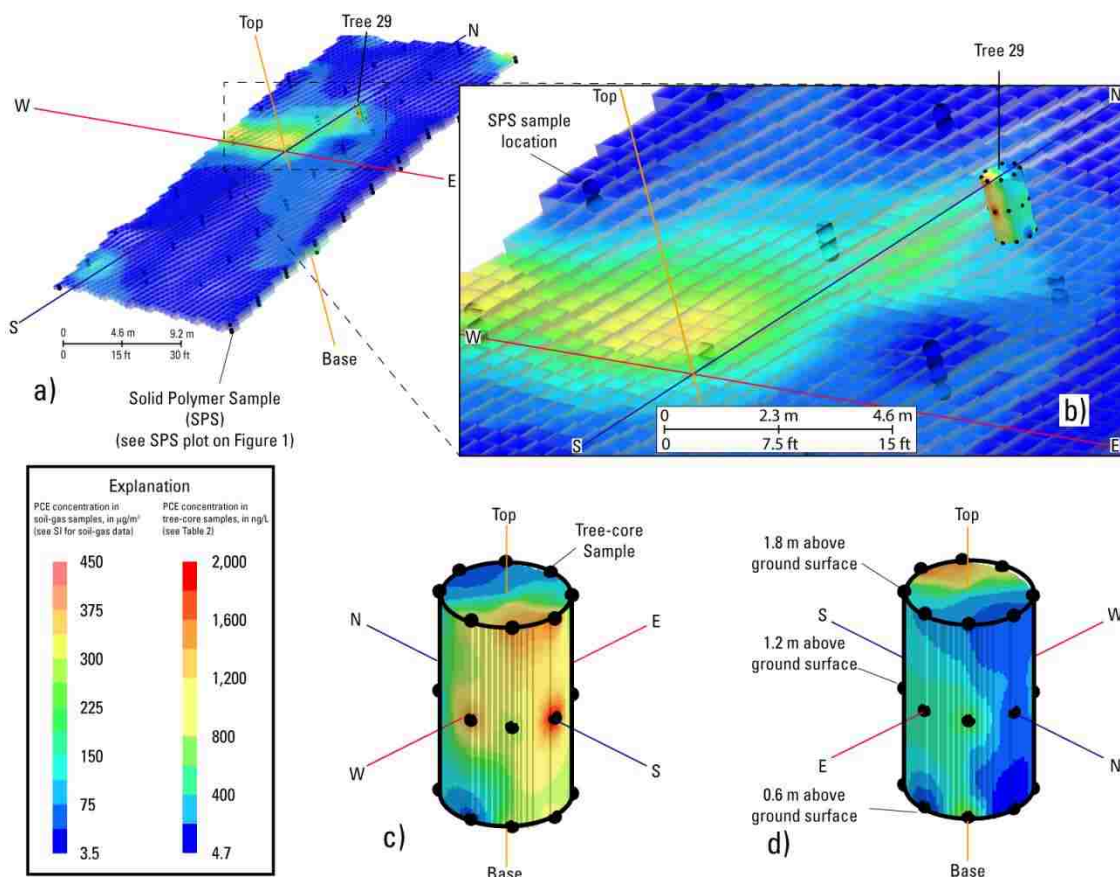 Top
Tree 29
N
W
E
S
0 4.6 m 9.2 m
0 15 ft 30 ft
Base
a)
Solid Polymer Sample
(SPS)
(see SPS plot on Figure 1)
Tree 29
Top
N
SPS sample
location
W
S
E
0 2.3 m 4.6 m
0 7.5 ft 15 ft
b)
Explanation
PCE concentration in
soil-gas samples, in µg/m³
(see SI for soil-gas data)
450
375
300
225
150
75
3.5
PCE concentration in
tree-core samples, in ng/L
(see Table 2)
2,000
1,600
1,200
800
400
4.7
Top
Tree-core
Sample
N
E
W
S
c)
Base
Top
1.8 m above
ground surface
S
W
1.2 m above
ground surface
E
N
0.6 m above
ground surface
d)
Base